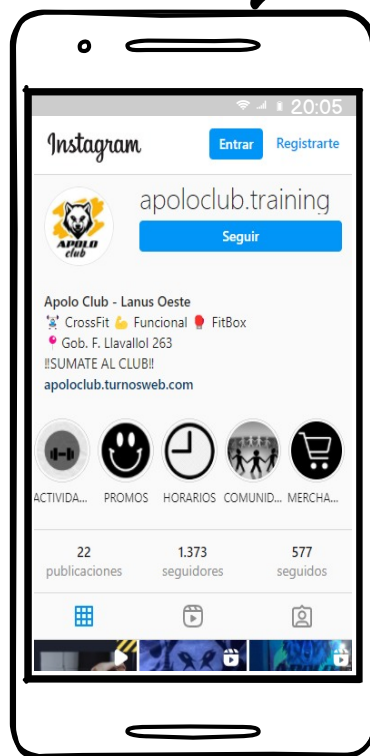 20:05
Instagram
Entrar
Registrarte
apoloclub.training
APOLO
club
Seguir
Apolo Club - Lanus Oeste
CrossFit 💪 Funcional 🥊 FitBox
📍 Gob. F. Llavallol 263
‼SUMATE AL CLUB‼
apoloclub.turnosweb.com
ACTIVIDA... PROMOS HORARIOS COMUNID... MERCHA...
22 1.373 577
publicaciones seguidores seguidos